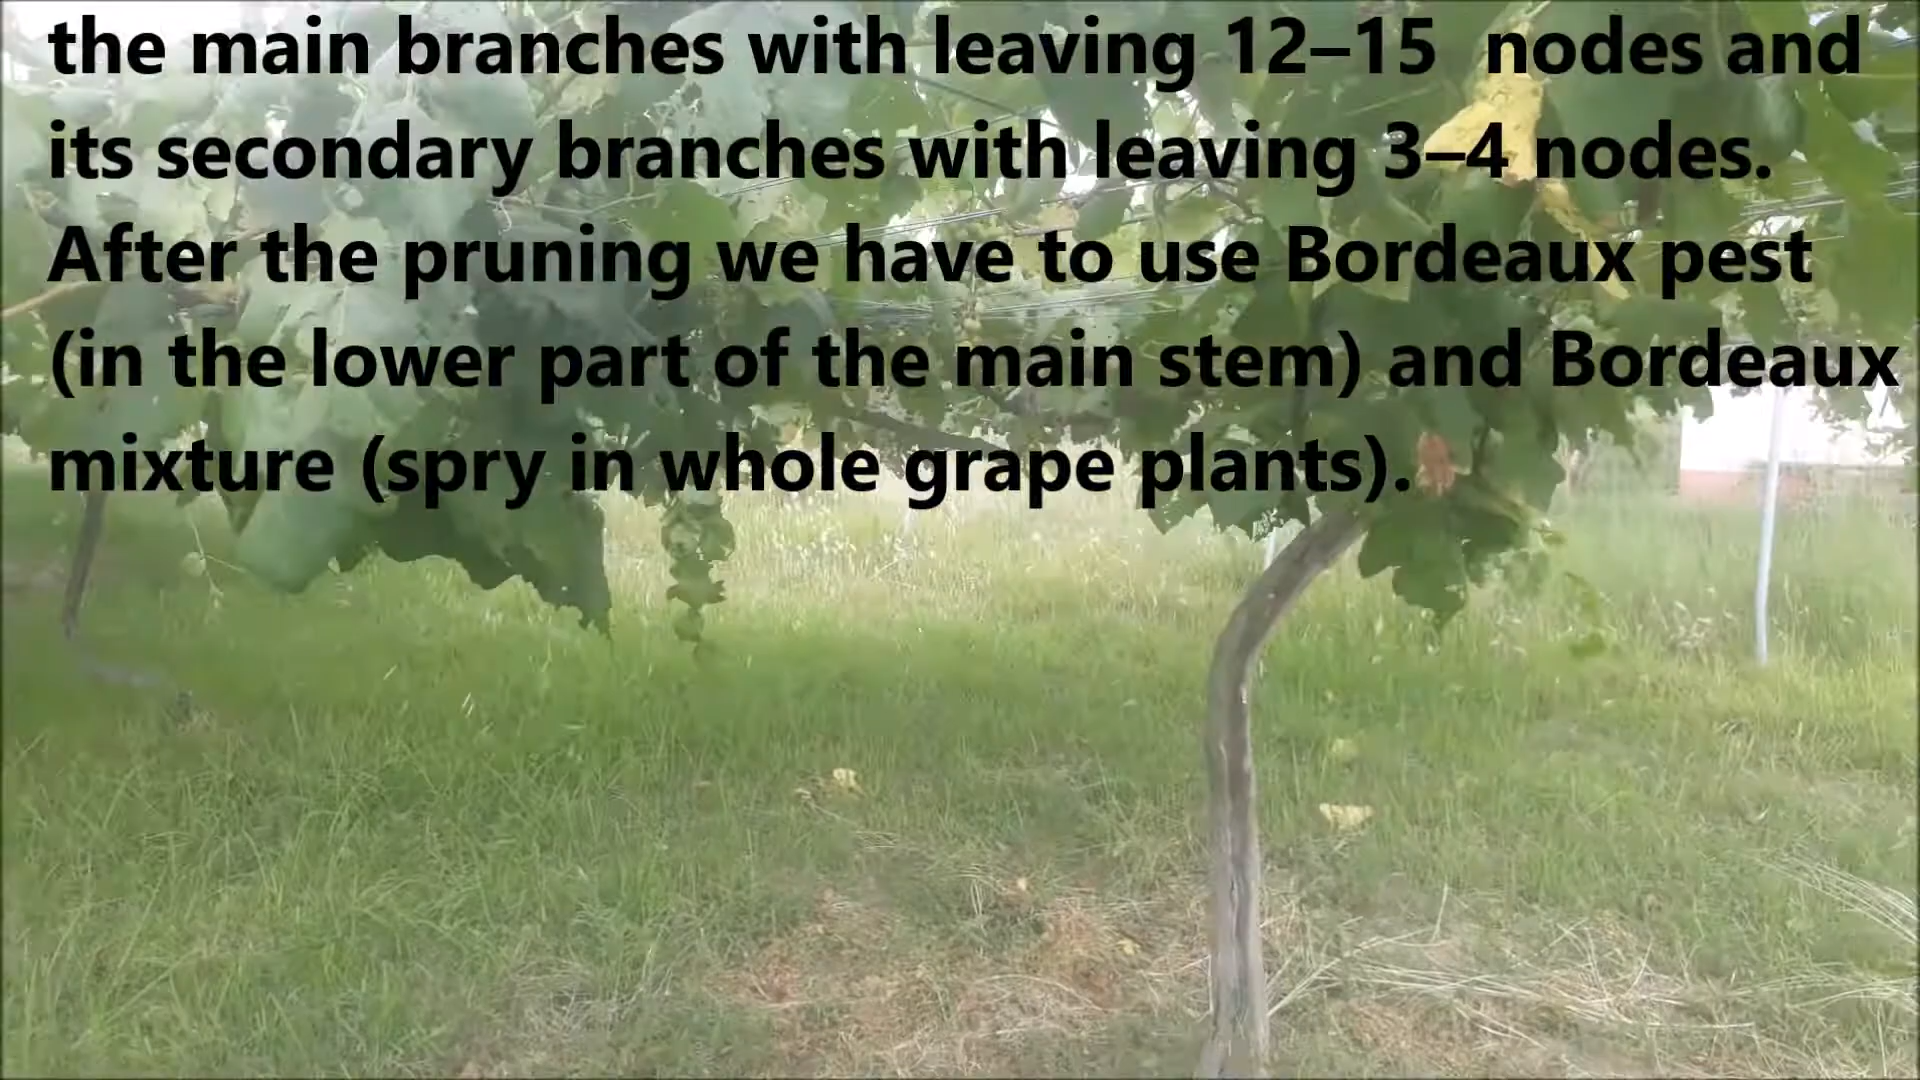 the main branches with leaving 12–15 nodes and
its secondary branches with leaving 3–4 nodes.
After the pruning we have to use Bordeaux pest
(in the lower part of the main stem) and Bordeaux
mixture (spry in whole grape plants).